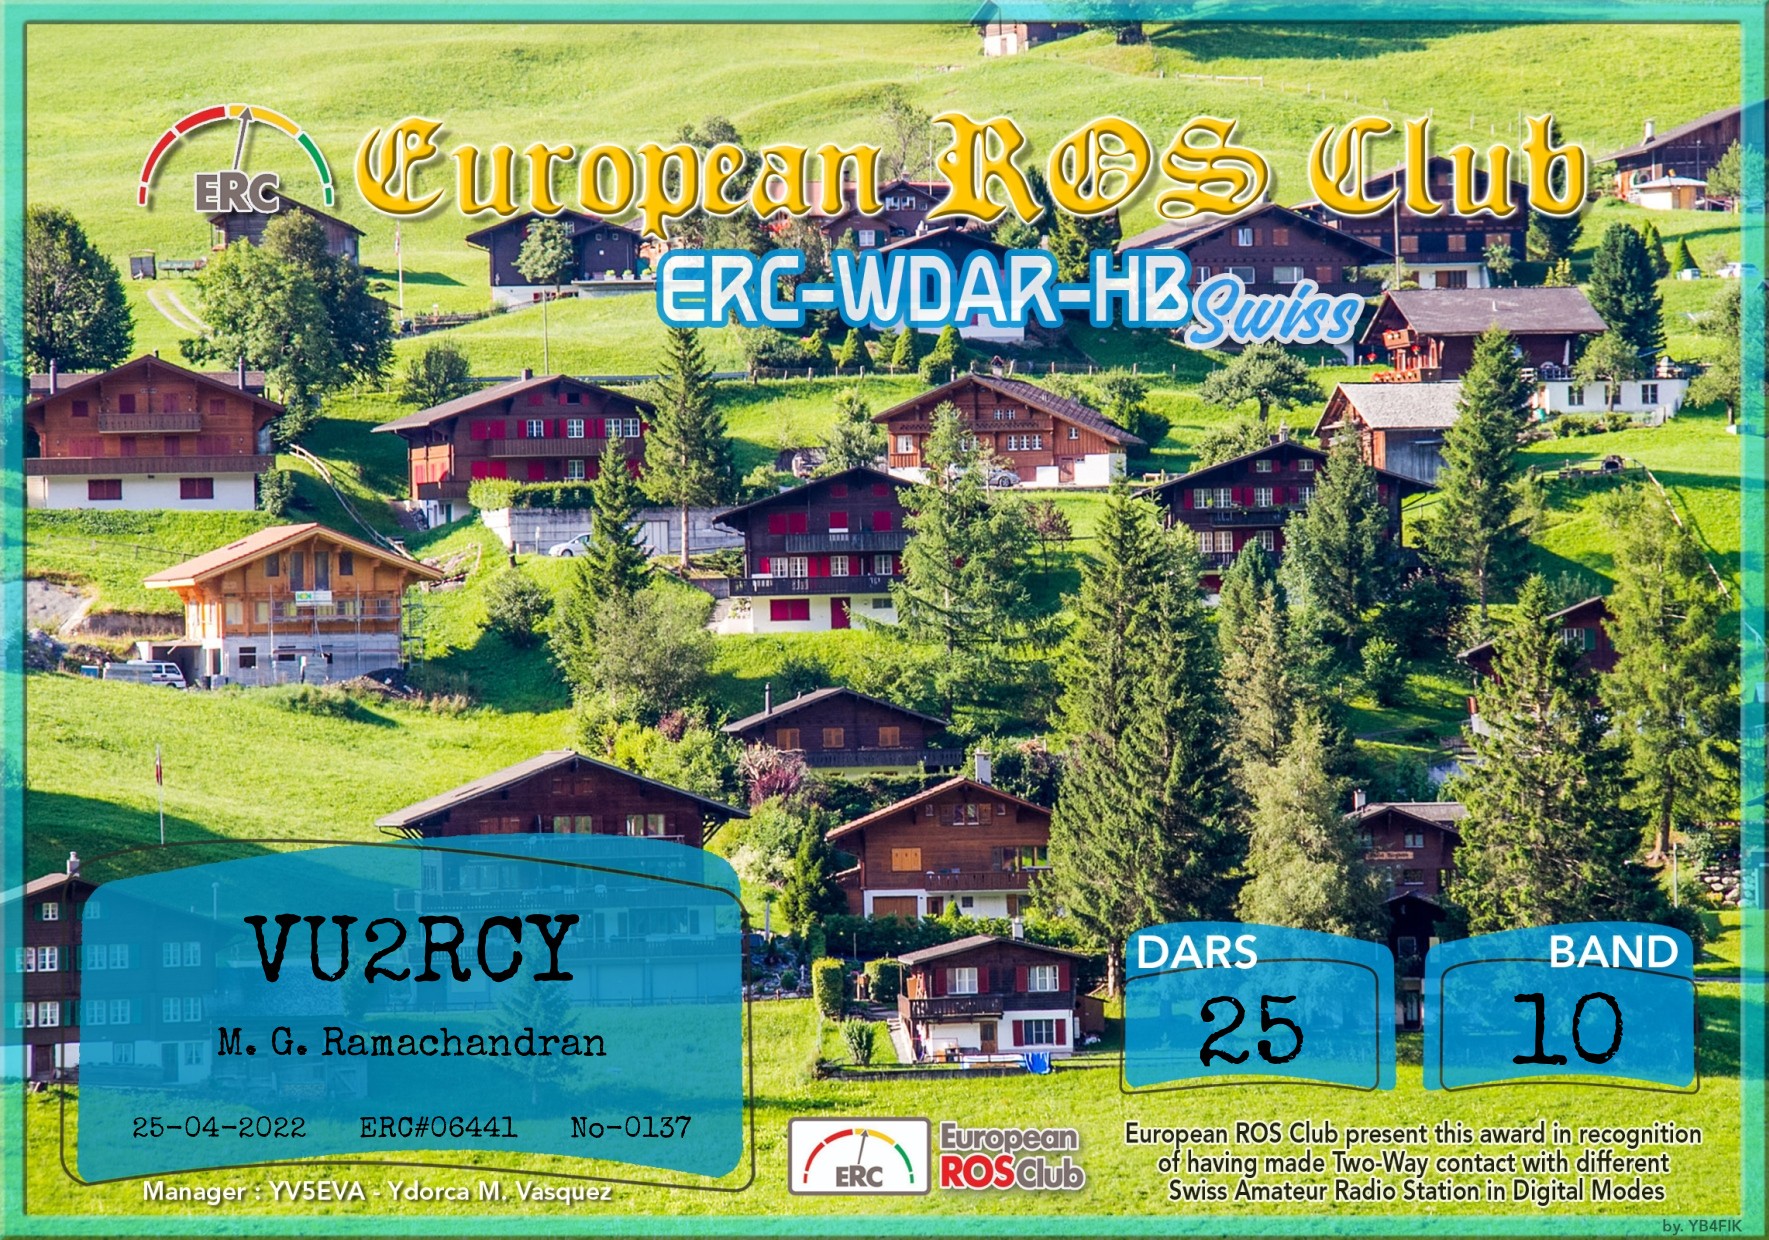 ERC
European ROS Club
ERC-WDAR-HB
Swiss
VU2RCY
M. G. Ramachandran
25-04-2022 ERC#06441 No-0137
Manager : YV5EVA - Ydorca M. Vasquez
ERC
European
ROSClub
DARS
25
BAND
10
European ROS Club present this award in recognition
of having made Two-Way contact with different
Swiss Amateur Radio Station in Digital Modes
by. YB4FIK